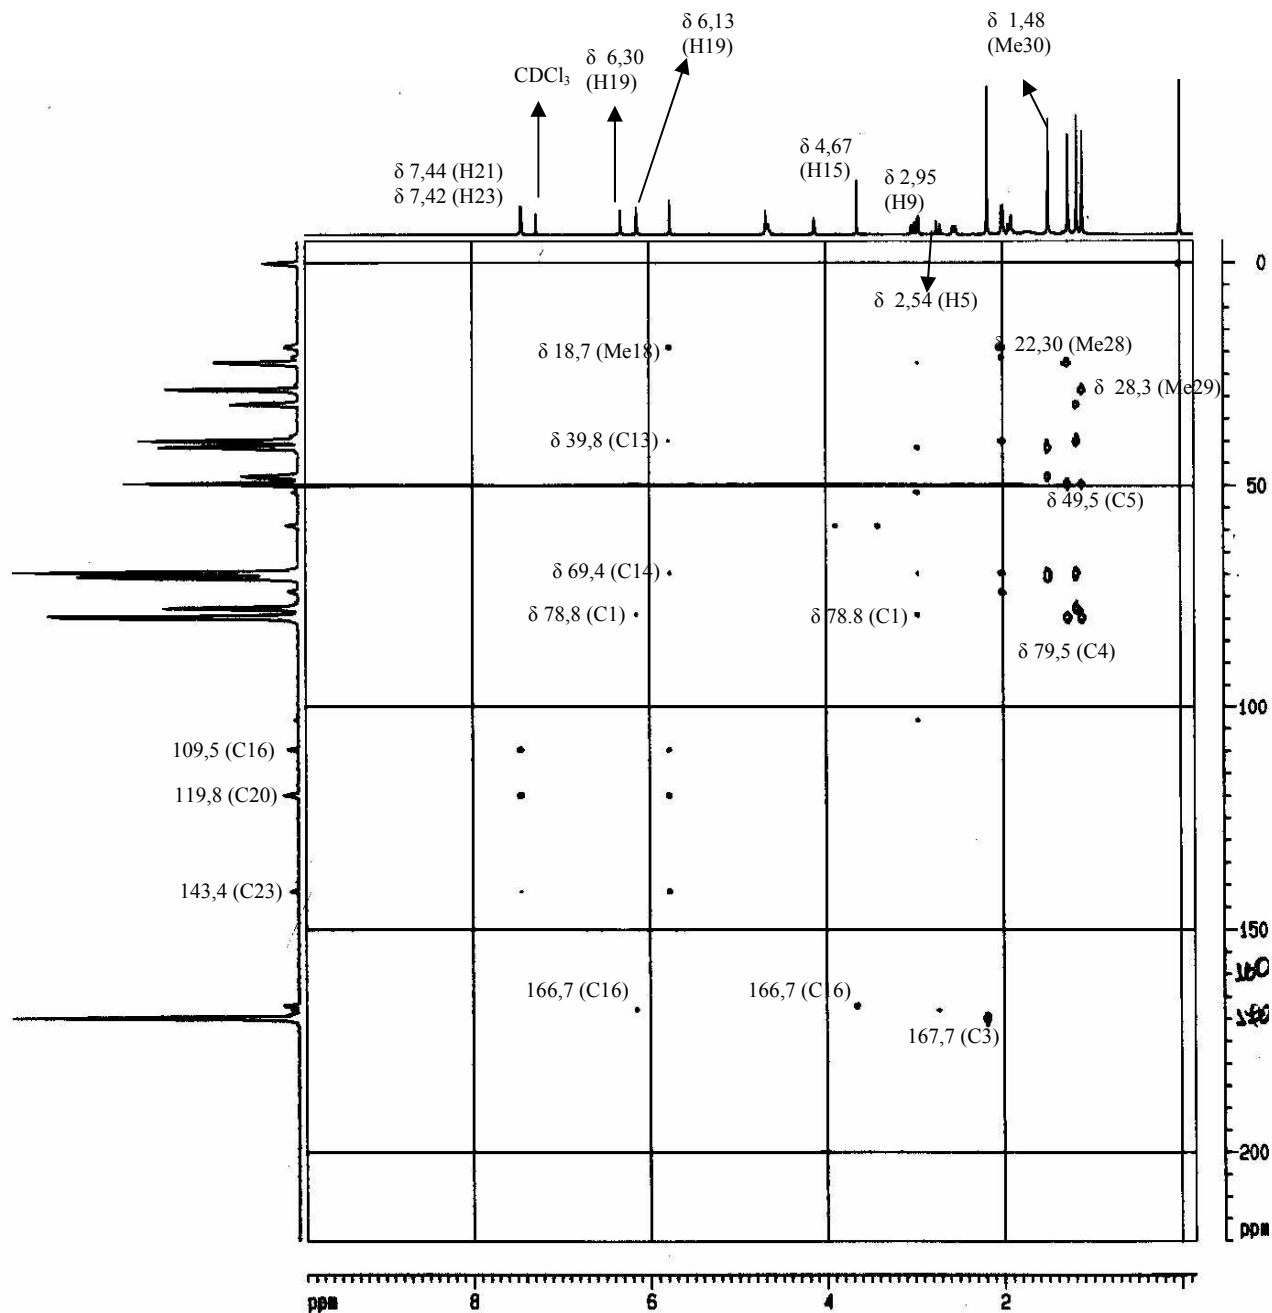 δ 6,13
(H19)
δ 1,48
(Me30)
δ 6,30
(H19)
CDCl₃
δ 4,67
(H15)
δ 7,44 (H21)
δ 7,42 (H23)
δ 2,95
(H9)
0
δ 2,54 (H5)
δ 18,7 (Me18)
δ 22,30 (Me28)
δ 28,3 (Me29)
δ 39,8 (C13)
50
δ 49,5 (C5)
δ 69,4 (C14)
δ 78,8 (C1)
δ 78.8 (C1)
δ 79,5 (C4)
100
109,5 (C16)
119,8 (C20)
143,4 (C23)
150
166,7 (C16)
166,7 (C16)
167,7 (C3)
200
ppm
ppm
8
6
4
2